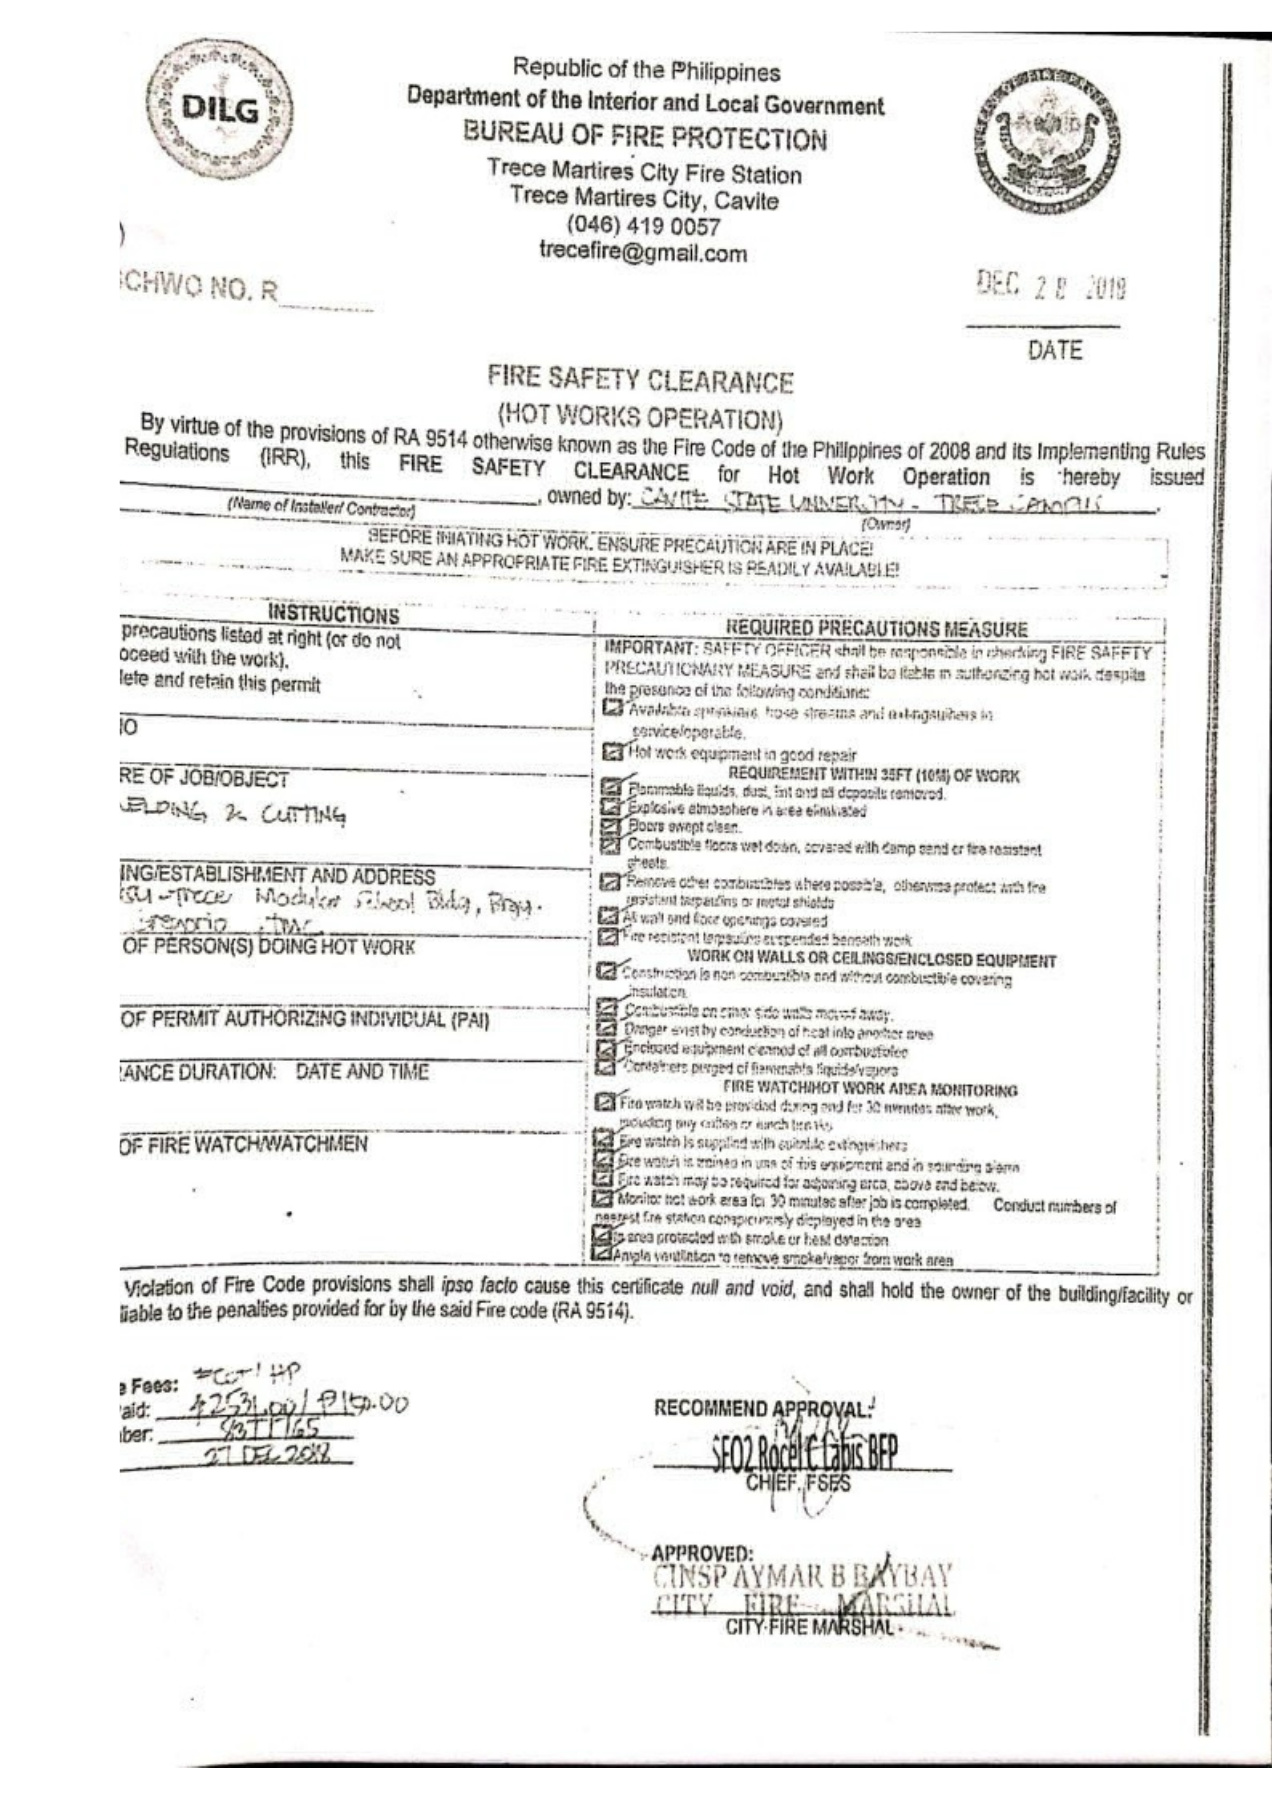 DILG
Republic of the Philippines
Department of the Interior and Local Government
BUREAU OF FIRE PROTECTION
Trece Martires City Fire Station
Trece Martires City, Cavite
(046) 419 0057
trecefire@gmail.com
)
CHWO NO. R
DEC 28 2018
DATE
FIRE SAFETY CLEARANCE
(HOT WORKS OPERATION)
By virtue of the provisions of RA 9514 otherwise known as the Fire Code of the Philippines of 2008 and its Implementing Rules
Regulations (IRR), this FIRE SAFETY CLEARANCE for Hot Work Operation is hereby issued
, owned by: CAVITE STATE UNIVERSITY - TRECE CAMPUS.
(Name of Installer/ Contractor)
(Owner)
BEFORE INIATING HOT WORK. ENSURE PRECAUTION ARE IN PLACE!
MAKE SURE AN APPROPRIATE FIRE EXTINGUISHER IS READILY AVAILABLE!
INSTRUCTIONS
precautions listed at right (or do not
oceed with the work).
lete and retain this permit
IO
RE OF JOB/OBJECT
ELDING & CUTTING
ING/ESTABLISHMENT AND ADDRESS
SU - Trece Modular School Bldg, Brgy.
TMC
OF PERSON(S) DOING HOT WORK
OF PERMIT AUTHORIZING INDIVIDUAL (PAI)
ANCE DURATION: DATE AND TIME
OF FIRE WATCH/WATCHMEN
REQUIRED PRECAUTIONS MEASURE
IMPORTANT: SAFETY OFFICER shall be responsible in checking FIRE SAFETY
PRECAUTIONARY MEASURE and shall be liable in authorizing hot work despite
the presence of the following conditions:
Available sprinklers, hose streams and extingsuihers in
service/operable.
Hot work equipment in good repair
REQUIREMENT WITHIN 35FT (10M) OF WORK
Flammable liquids, dust, lint and all deposits removed.
Explosive atmosphere in area eliminated
Floors swept clean.
Combustible floors wet down, covered with damp sand or fire resistant
sheets.
Remove other combustibles where possible, otherwise protect with fire
resistant tarpaulins or metal shields
All wall and floor openings covered
Fire resistent tarpaulins suspended beneath work
WORK ON WALLS OR CEILINGS/ENCLOSED EQUIPMENT
Construction is non combustible and without combustible covering
insulation.
Combustible on other side walls moved away.
Danger exist by conduction of heat into another area
Enclosed equipment cleaned of all combustibles
Containers purged of flammable liquids/vapors
FIRE WATCH/HOT WORK AREA MONITORING
Fire watch will be provided during and for 30 minutes after work,
including any coffee or lunch breaks
Fire watch is supplied with suitable extinguishers
Fire watch is trained in use of this equipment and in sounding alarm
Fire watch may be required for adjoining area, above and below.
Monitor hot work area for 30 minutes after job is completed. Conduct numbers of
nearest fire station conspicuously displayed in the area
Is area protected with smoke or heat detection
Ample ventilation to remove smoke/vapor from work area
Violation of Fire Code provisions shall ipso facto cause this certificate null and void, and shall hold the owner of the building/facility or
liable to the penalties provided for by the said Fire code (RA 9514).
e Fees:
aid: ₱2531.00 / ₱150.00
ber:
27 DEC 2018
RECOMMEND APPROVAL:
SFO2 Rocel C Labis BFP
CHIEF, FSES
APPROVED:
CINSP AYMAR B BAYBAY
CITY FIRE MARSHAL
CITY FIRE MARSHAL